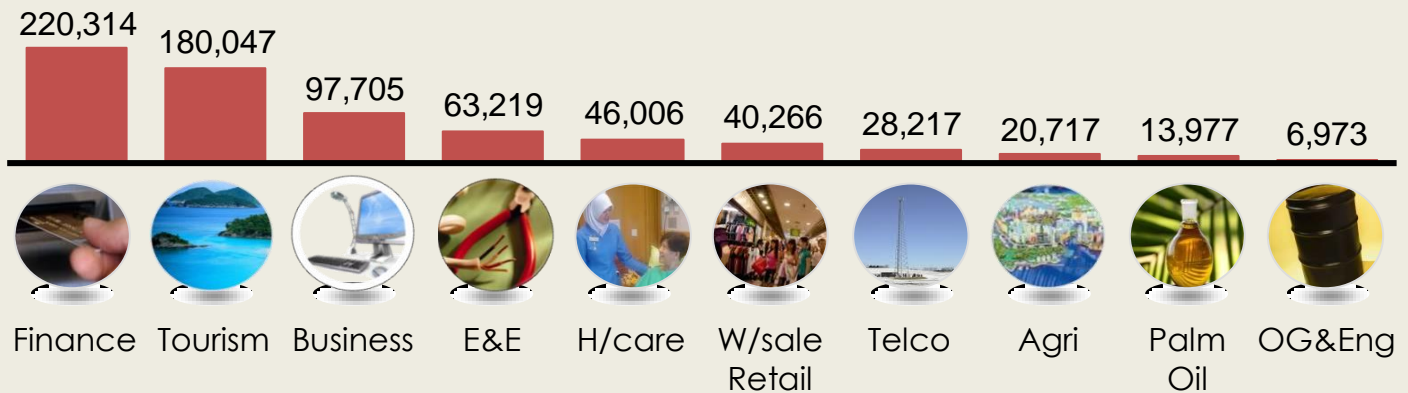 220,314
180,047
97,705
63,219
46,006
40,266
28,217
20,717
13,977
6,973
Finance
Tourism
Business
E&E
H/care
W/sale
Retail
Telco
Agri
Palm
Oil
OG&Eng